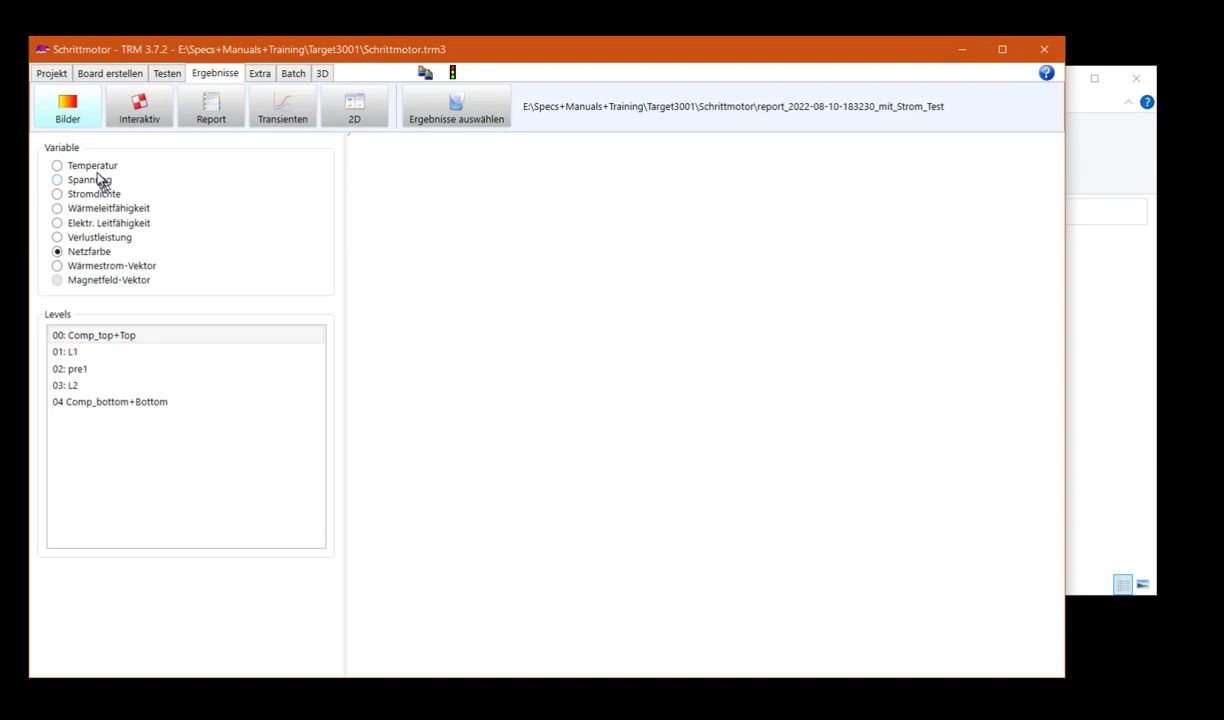 Schrittmotor - TRM 3.7.2 - E:\Specs+Manuals+Training\Target3001\Schrittmotor.trm3
Projekt Board erstellen Testen Ergebnisse Extra Batch 3D
Bilder Interaktiv Report Transienten 2D Ergebnisse auswählen
E:\Specs+Manuals+Training\Target3001\Schrittmotor\report_2022-08-10-183230_mit_Strom_Test
Variable
Temperatur
Spannung
Stromdichte
Wärmeleitfähigkeit
Elektr. Leitfähigkeit
Verlustleistung
Netzfarbe
Wärmestrom-Vektor
Magnetfeld-Vektor
Levels
00: Comp_top+Top
01: L1
02: pre1
03: L2
04 Comp_bottom+Bottom